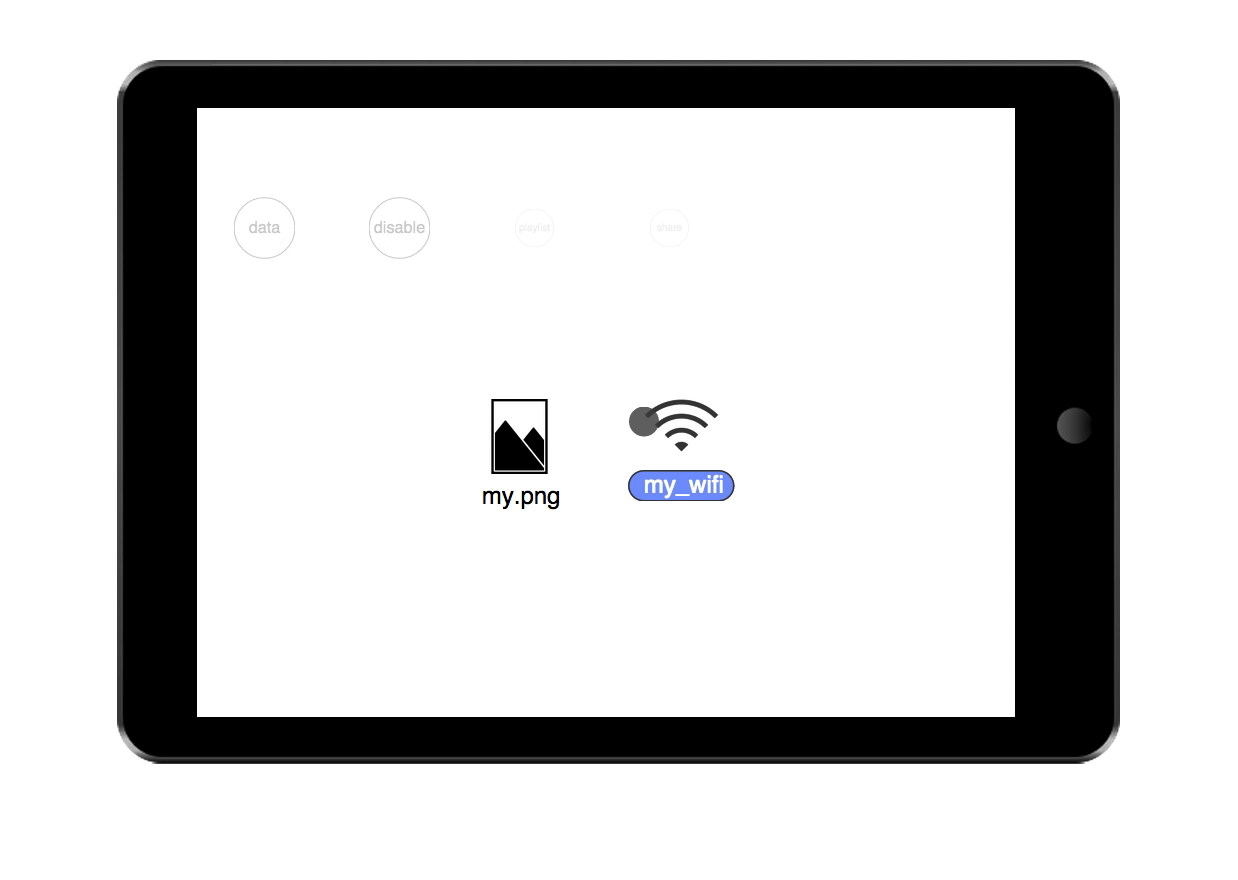 data
disable
playlist
share
my.png
my_wifi